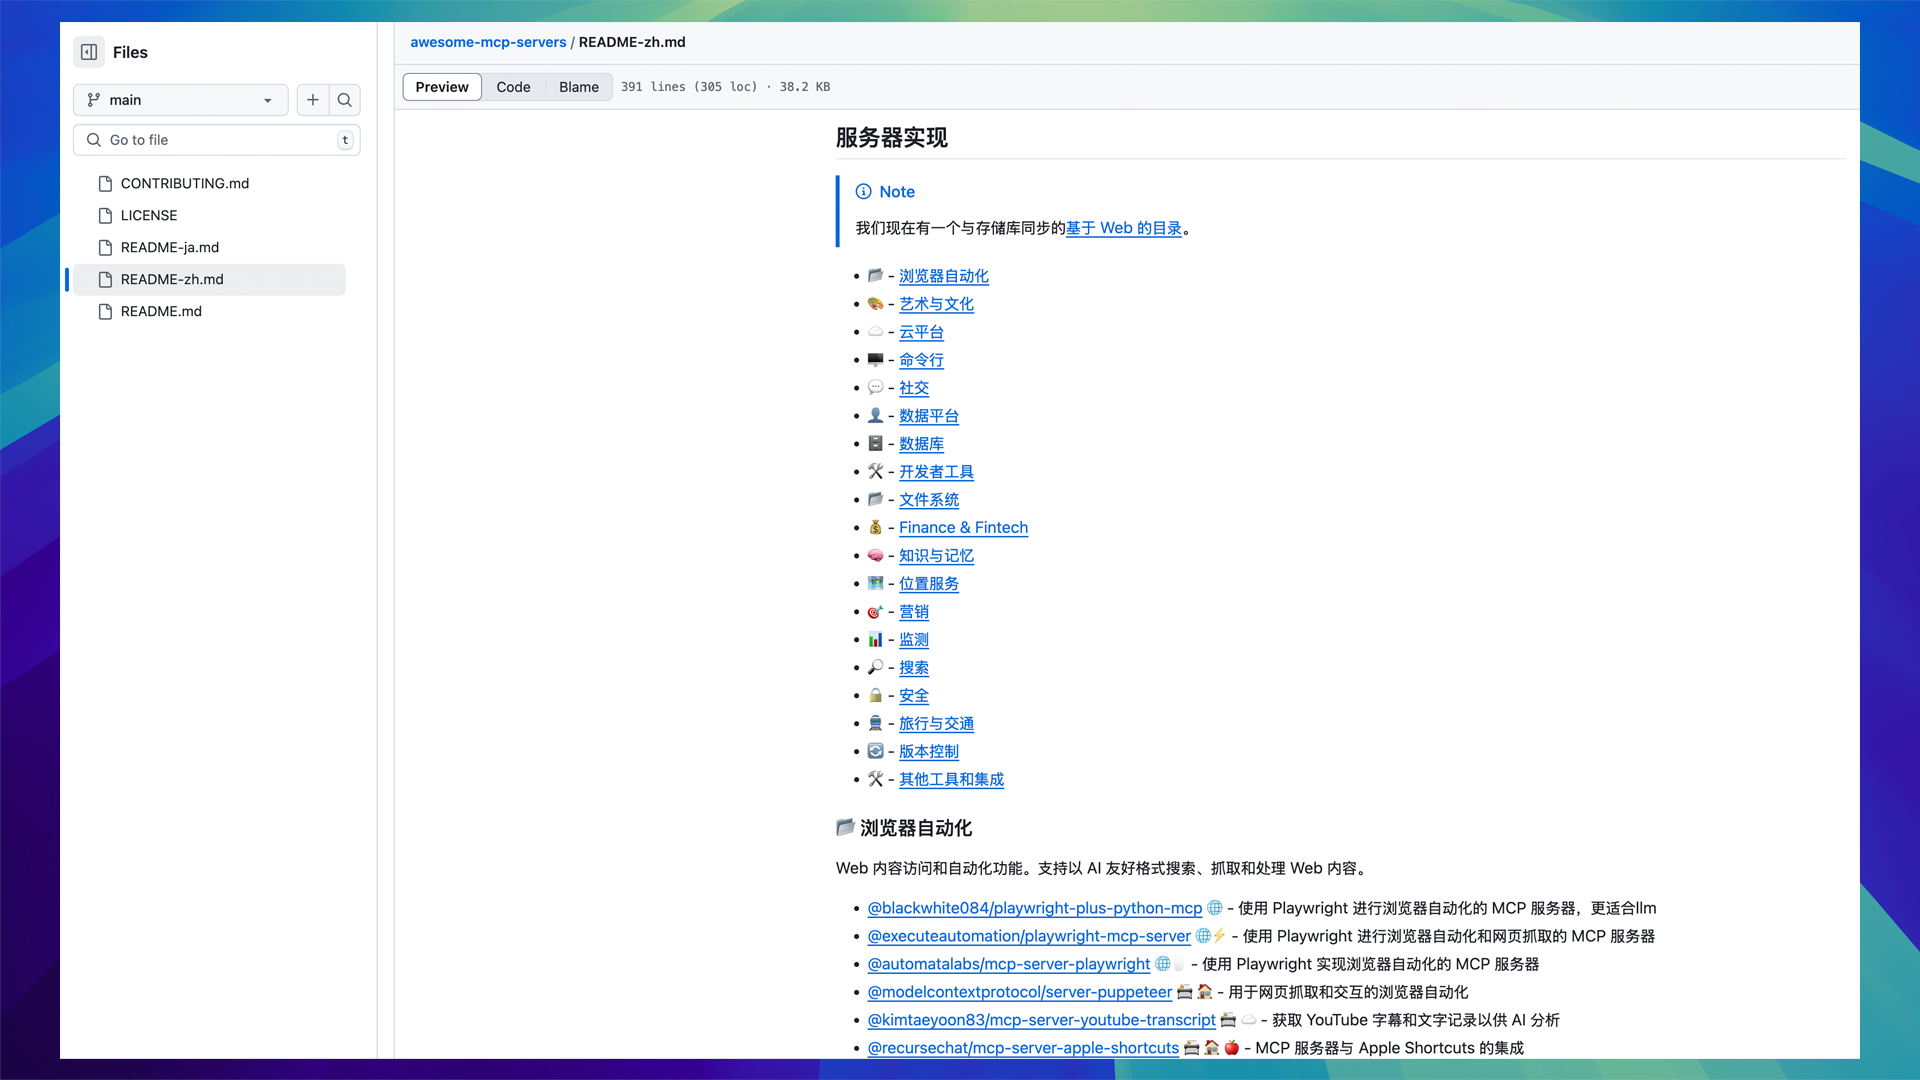 Files
main
Go to file
t
CONTRIBUTING.md
LICENSE
README-ja.md
README-zh.md
README.md
awesome-mcp-servers / README-zh.md
Preview Code Blame 391 lines (305 loc) · 38.2 KB
服务器实现
Note
我们现在有一个与存储库同步的基于 Web 的目录。
📂 - 浏览器自动化
🎨 - 艺术与文化
☁️ - 云平台
🖥️ - 命令行
💬 - 社交
👤 - 数据平台
🗄️ - 数据库
🛠️ - 开发者工具
📂 - 文件系统
💰 - Finance & Fintech
🧠 - 知识与记忆
🗺️ - 位置服务
🎯 - 营销
📊 - 监测
🔎 - 搜索
🔒 - 安全
🚆 - 旅行与交通
🔄 - 版本控制
🛠️ - 其他工具和集成
📂 浏览器自动化
Web 内容访问和自动化功能。支持以 AI 友好格式搜索、抓取和处理 Web 内容。
@blackwhite084/playwright-plus-python-mcp 🌐 - 使用 Playwright 进行浏览器自动化的 MCP 服务器，更适合llm
@executeautomation/playwright-mcp-server 🌐⚡ - 使用 Playwright 进行浏览器自动化和网页抓取的 MCP 服务器
@automatalabs/mcp-server-playwright 🌐🖱️ - 使用 Playwright 实现浏览器自动化的 MCP 服务器
@modelcontextprotocol/server-puppeteer 📇 🏠 - 用于网页抓取和交互的浏览器自动化
@kimtaeyoon83/mcp-server-youtube-transcript 📇 ☁️ - 获取 YouTube 字幕和文字记录以供 AI 分析
@recursechat/mcp-server-apple-shortcuts 📇 🏠 🍎 - MCP 服务器与 Apple Shortcuts 的集成